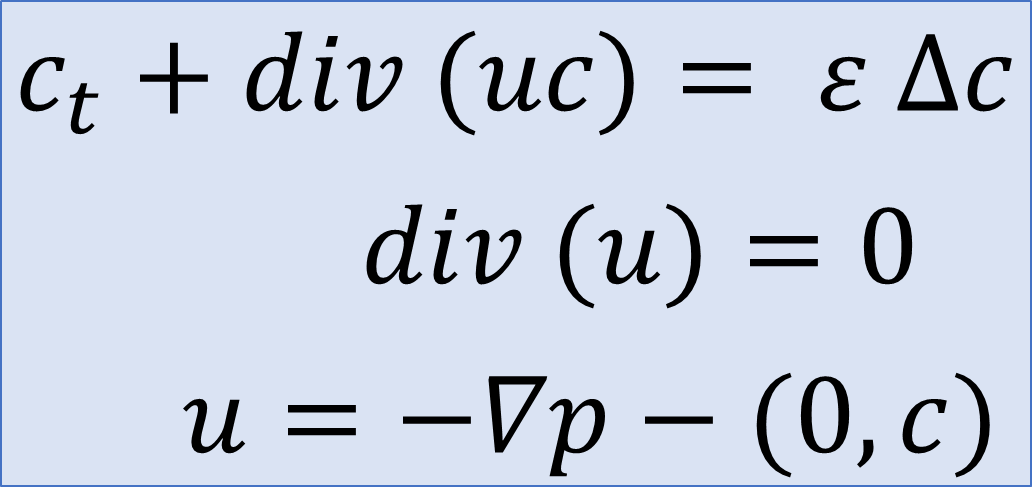 c_t + div (uc) = ε Δc
div (u) = 0
u = −∇p − (0, c)